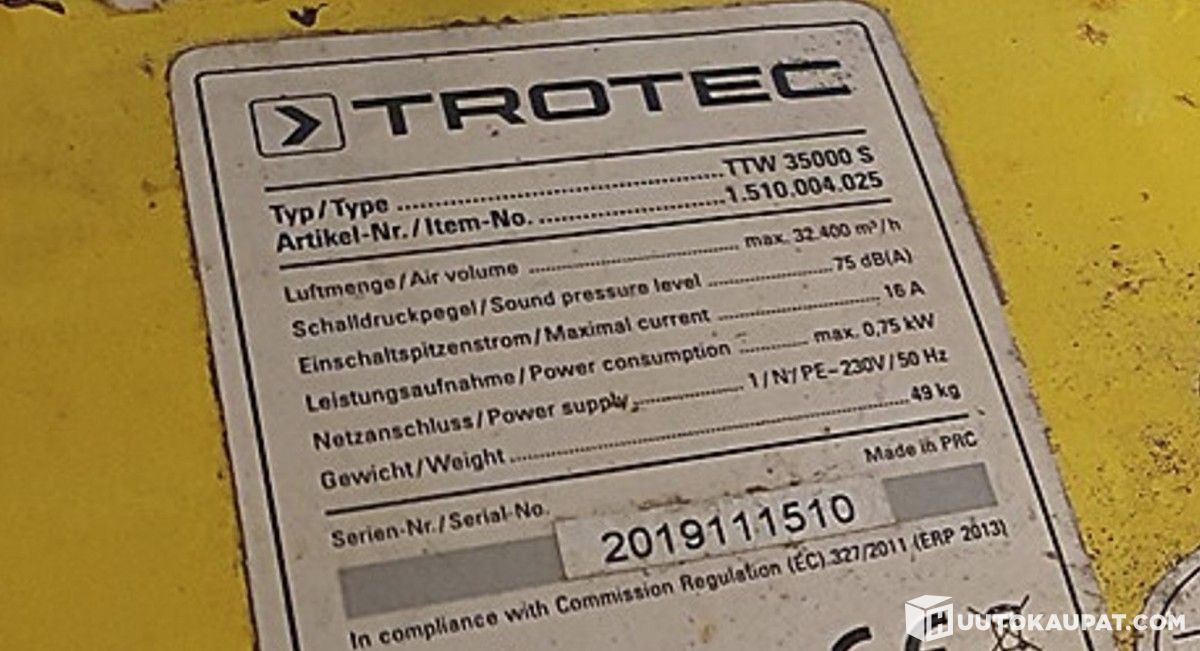 TROTEC
Typ/Type ........ TTW 35000 S
Artikel-Nr./Item-No. ........ 1.510.004.025
Luftmenge/Air volume ........ max. 32.400 m³/h
Schalldruckpegel/Sound pressure level ........ 75 dB(A)
Einschaltspitzenstrom/Maximal current ........ 16 A
Leistungsaufnahme/Power consumption ........ max. 0,75 kW
Netzanschluss/Power supply ........ 1/N/PE~230V/50 Hz
Gewicht/Weight ........ 49 kg
Made in PRC
Serien-Nr./Serial-No.
2019111510
In compliance with Commission Regulation (EC) 327/2011 (ERP 2013)
CE
HUUTOKAUPAT.COM